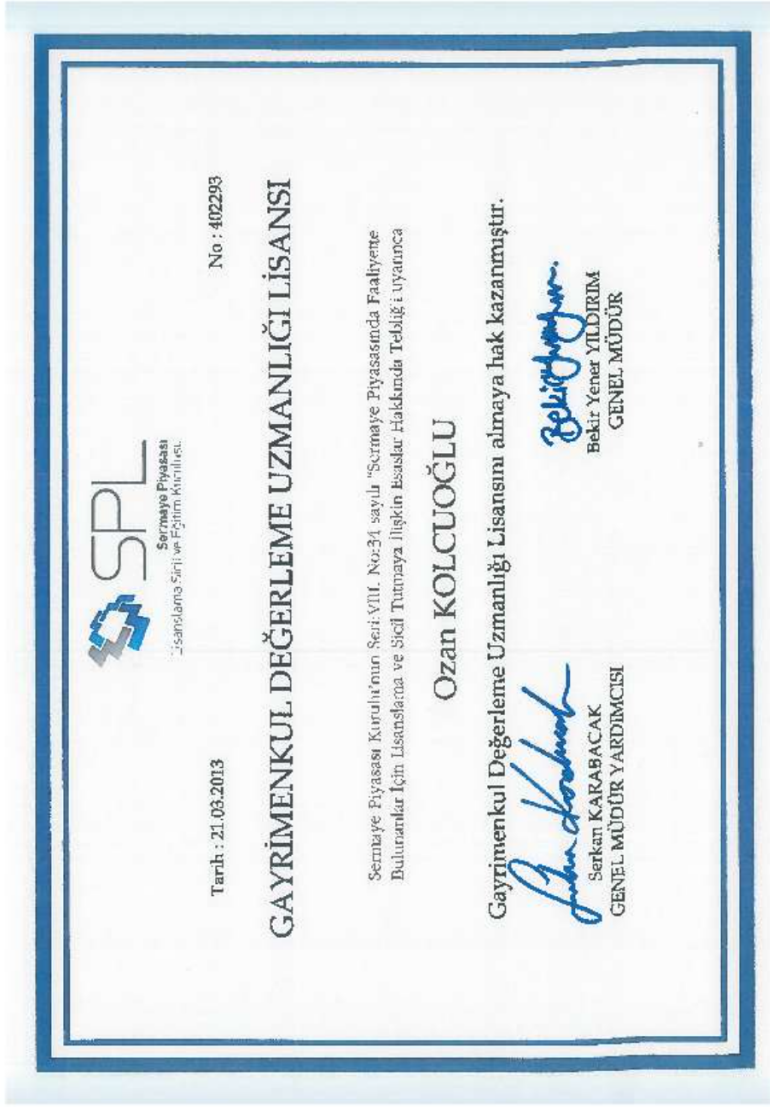 SPL
Sermaye Piyasası
Lisanslama Sicil ve Eğitim Kuruluşu
Tarih : 21.03.2013 No : 402293
GAYRİMENKUL DEĞERLEME UZMANLIĞI LİSANSI
Sermaye Piyasası Kurulu'nun Seri:VIII, No:34 sayılı "Sermaye Piyasasında Faaliyette
Bulunanlar İçin Lisanslama ve Sicil Tutmaya İlişkin Esaslar Hakkında Tebliği uyarınca
Ozan KOLCUOĞLU
Gayrimenkul Değerleme Uzmanlığı Lisansını almaya hak kazanmıştır.
Serkan KARABACAK Bekir Yener YILDIRIM
GENEL MÜDÜR YARDIMCISI GENEL MÜDÜR